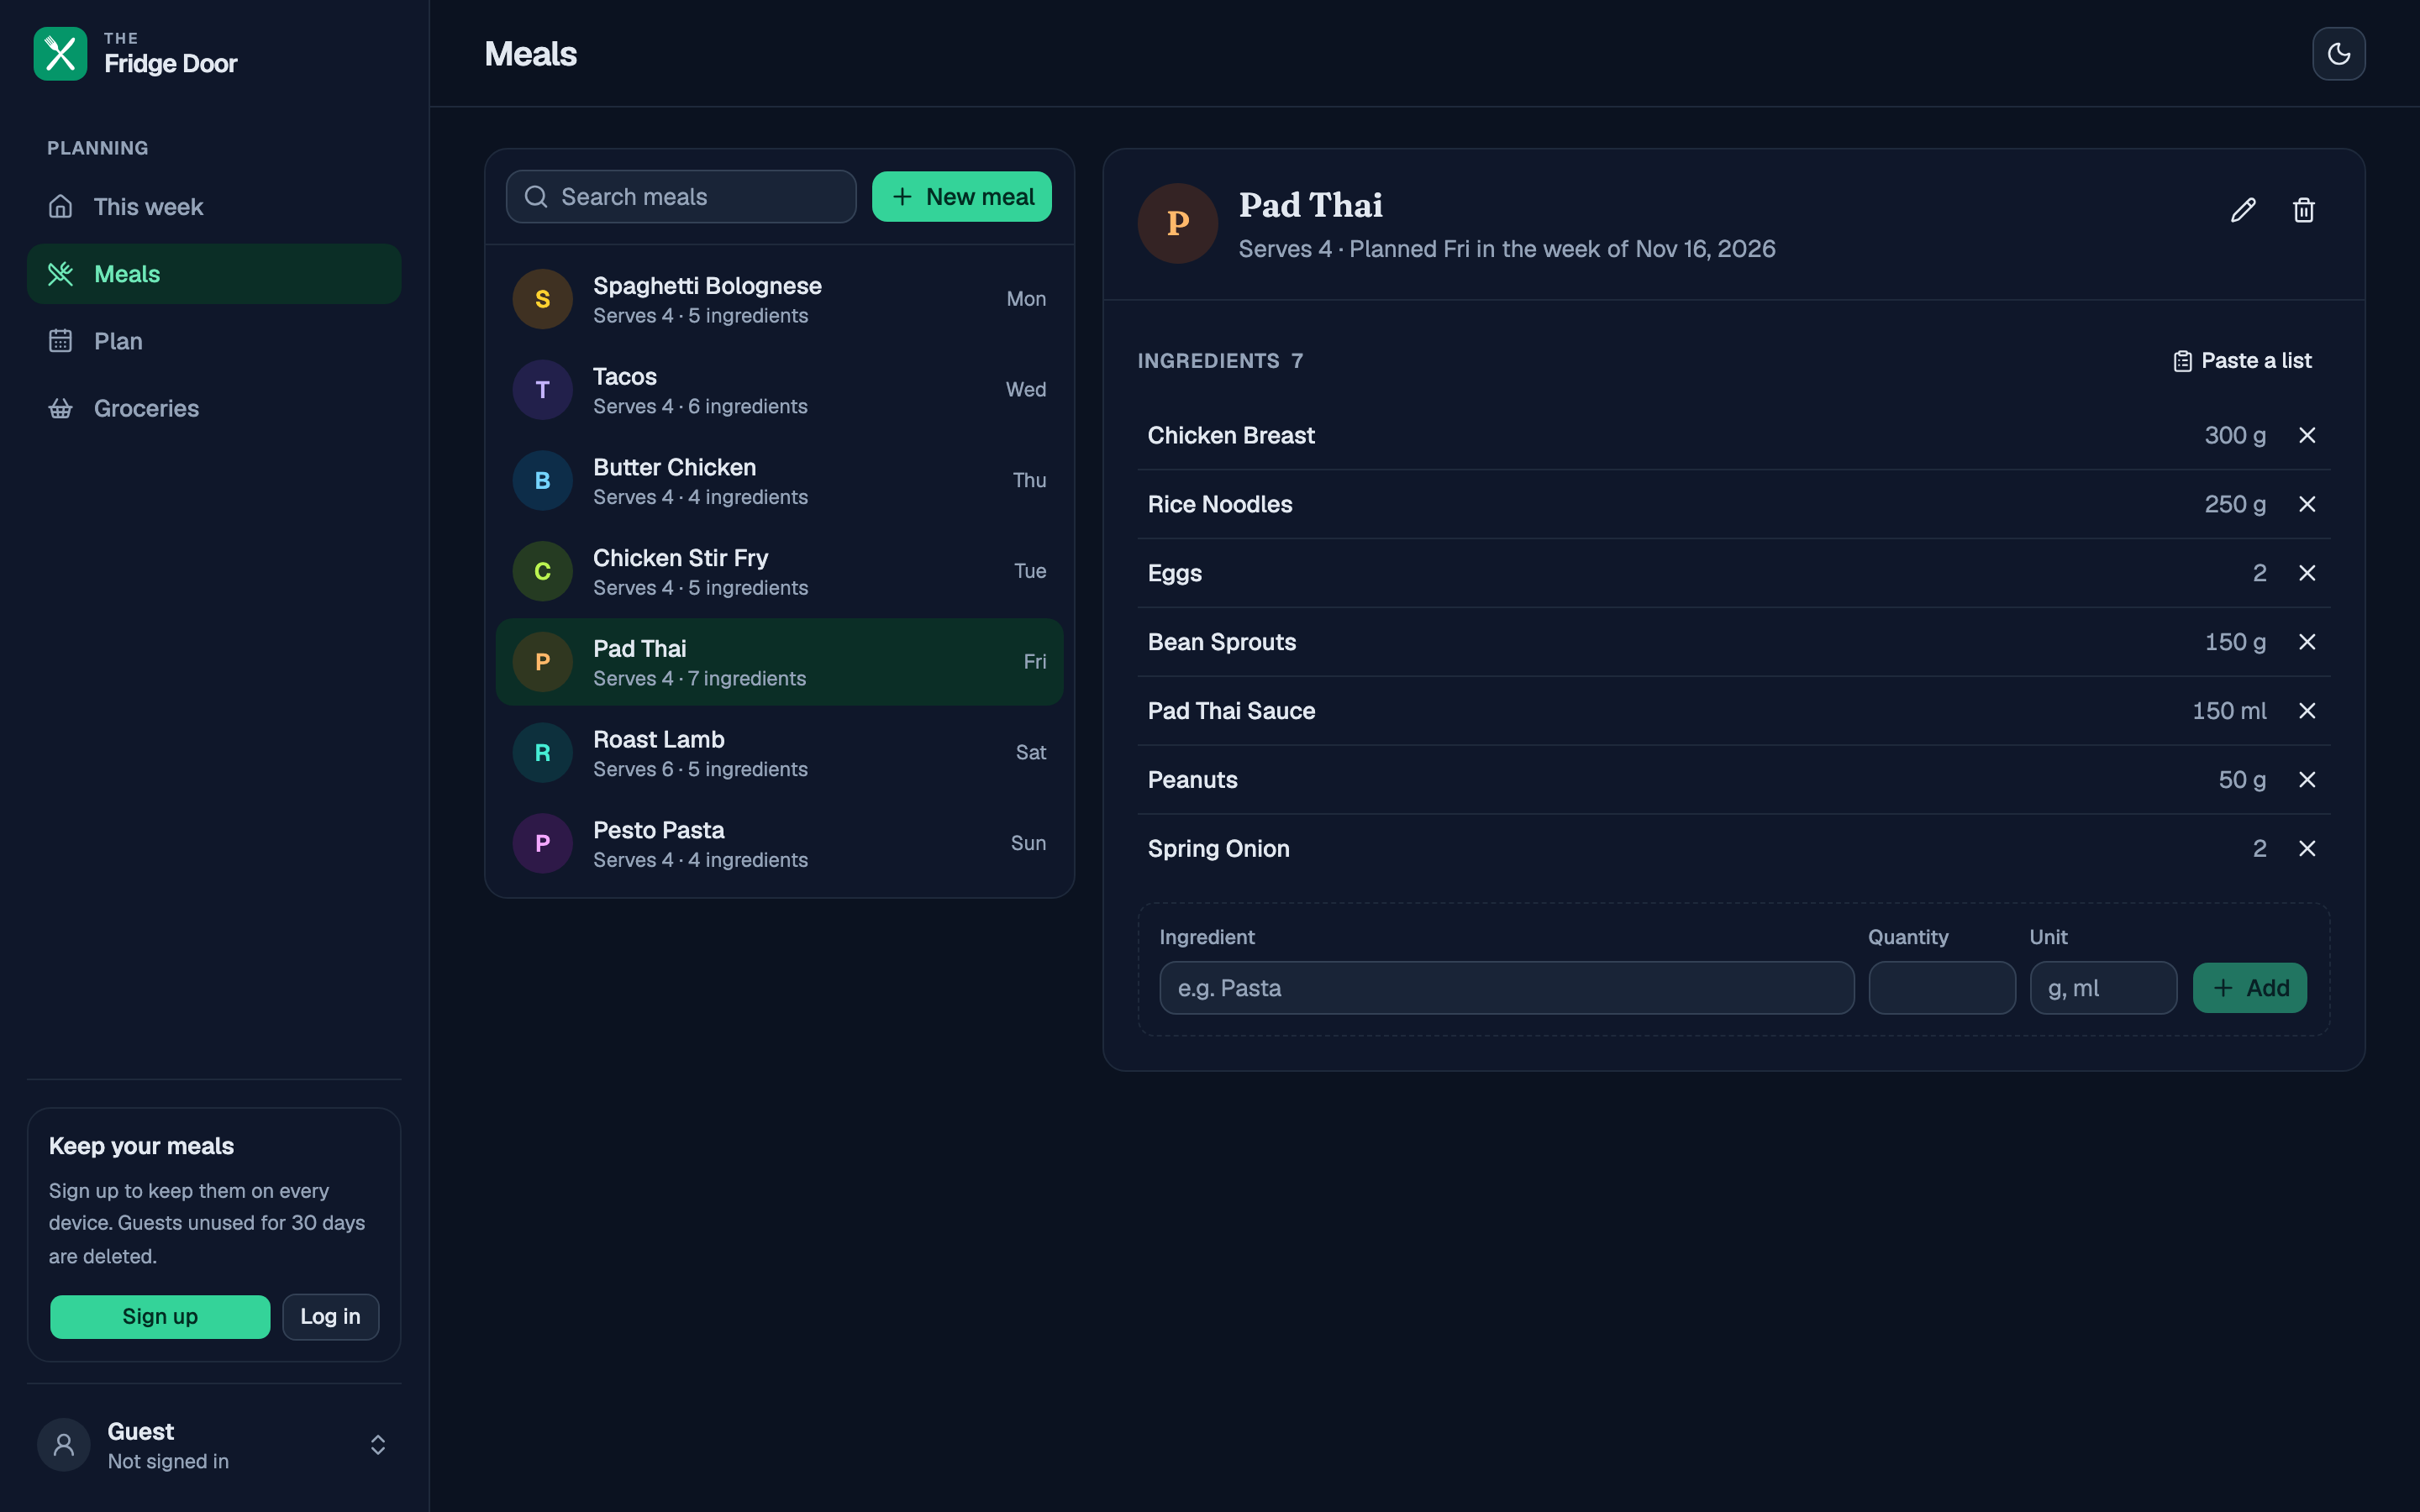 THE
Fridge Door
PLANNING
This week
Meals
Plan
Groceries
Keep your meals
Sign up to keep them on every
device. Guests unused for 30 days
are deleted.
Sign up
Log in
Guest
Not signed in
Meals
Search meals
New meal
S
Spaghetti Bolognese
Serves 4 · 5 ingredients
Mon
T
Tacos
Serves 4 · 6 ingredients
Wed
B
Butter Chicken
Serves 4 · 4 ingredients
Thu
C
Chicken Stir Fry
Serves 4 · 5 ingredients
Tue
P
Pad Thai
Serves 4 · 7 ingredients
Fri
R
Roast Lamb
Serves 6 · 5 ingredients
Sat
P
Pesto Pasta
Serves 4 · 4 ingredients
Sun
P
Pad Thai
Serves 4 · Planned Fri in the week of Nov 16, 2026
INGREDIENTS 7
Paste a list
Chicken Breast 300 g
Rice Noodles 250 g
Eggs 2
Bean Sprouts 150 g
Pad Thai Sauce 150 ml
Peanuts 50 g
Spring Onion 2
Ingredient Quantity Unit
e.g. Pasta g, ml Add